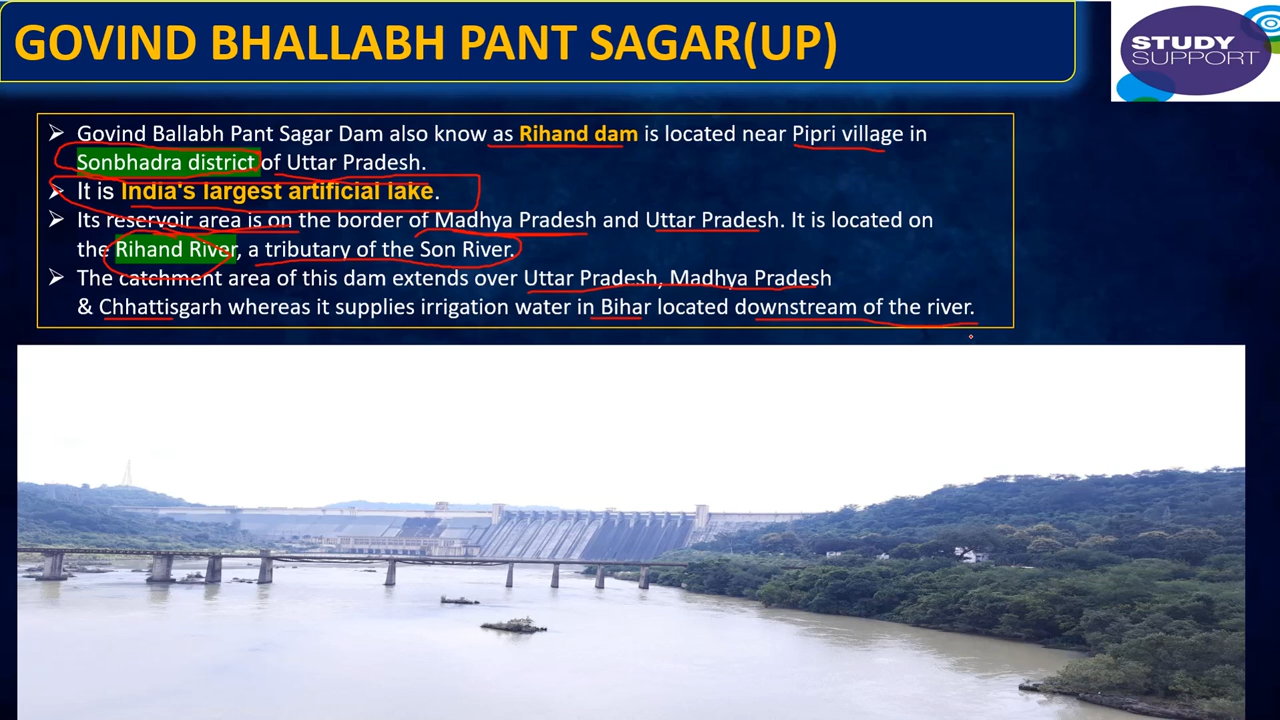 GOVIND BHALLABH PANT SAGAR(UP)
STUDY
SUPPORT
➢ Govind Ballabh Pant Sagar Dam also know as Rihand dam is located near Pipri village in
Sonbhadra district of Uttar Pradesh.
➢ It is India's largest artificial lake.
➢ Its reservoir area is on the border of Madhya Pradesh and Uttar Pradesh. It is located on
the Rihand River, a tributary of the Son River.
➢ The catchment area of this dam extends over Uttar Pradesh, Madhya Pradesh
& Chhattisgarh whereas it supplies irrigation water in Bihar located downstream of the river.